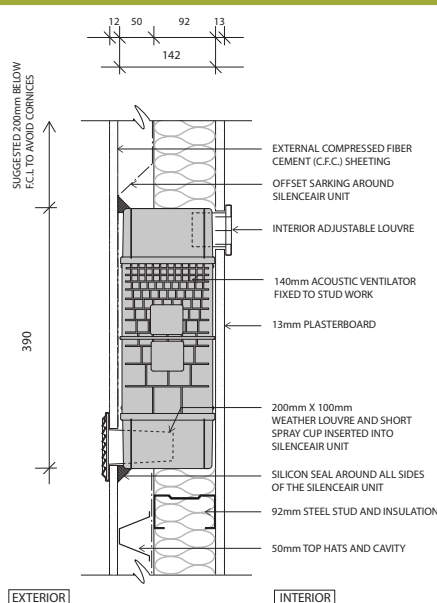 12 50 92 13
142
SUGGESTED 200mm BELOW
F.C.L TO AVOID CORNICES
EXTERNAL COMPRESSED FIBER
CEMENT (C.F.C.) SHEETING
OFFSET SARKING AROUND
SILENCEAIR UNIT
INTERIOR ADJUSTABLE LOUVRE
140mm ACOUSTIC VENTILATOR
FIXED TO STUD WORK
390
13mm PLASTERBOARD
200mm X 100mm
WEATHER LOUVRE AND SHORT
SPRAY CUP INSERTED INTO
SILENCEAIR UNIT
SILICON SEAL AROUND ALL SIDES
OF THE SILENCEAIR UNIT
92mm STEEL STUD AND INSULATION
50mm TOP HATS AND CAVITY
EXTERIOR
INTERIOR